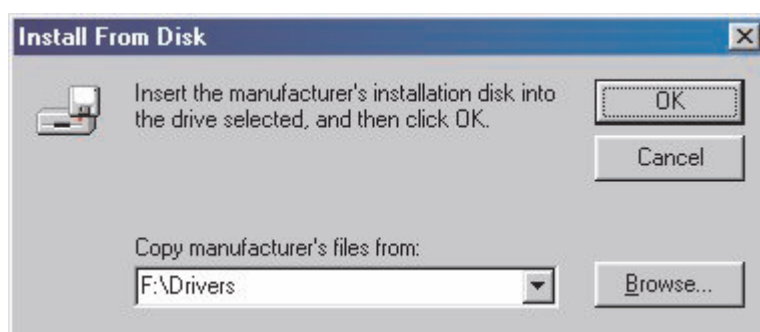 Install From Disk
Insert the manufacturer's installation disk into
the drive selected, and then click OK.
OK
Cancel
Copy manufacturer's files from:
F:\Drivers
Browse...